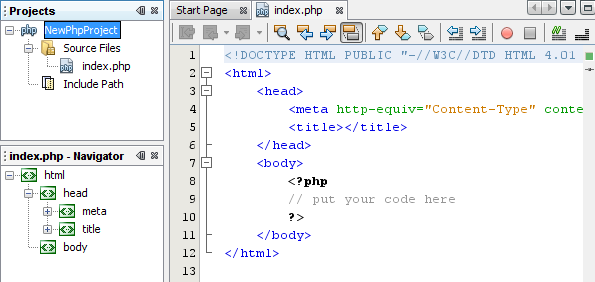 Projects
NewPhpProject
Source Files
index.php
Include Path
index.php - Navigator
html
head
meta
title
body
Start Page
index.php
1 <!DOCTYPE HTML PUBLIC "-//W3C//DTD HTML 4.01
2 <html>
3 <head>
4 <meta http-equiv="Content-Type" conte
5 <title></title>
6 </head>
7 <body>
8 <?php
9 // put your code here
10 ?>
11 </body>
12 </html>
13